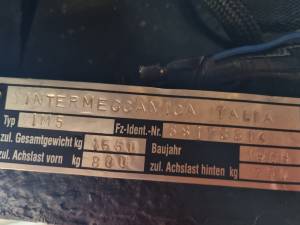 INTERMECCANICA ITALIA
Typ IMS Fz-Ident.-Nr.
zul. Gesamtgewicht kg 1560 Baujahr
zul. Achslast vorn kg 800 zul. Achslast hinten kg